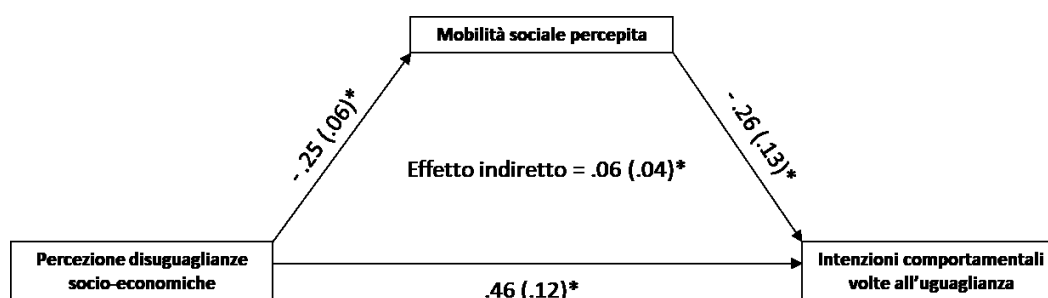 Mobilità sociale percepita
- .25 (.06)*
- .26 (.13)*
Effetto indiretto = .06 (.04)*
Percezione disuguaglianze
socio-economiche
.46 (.12)*
Intenzioni comportamentali
volte all'uguaglianza